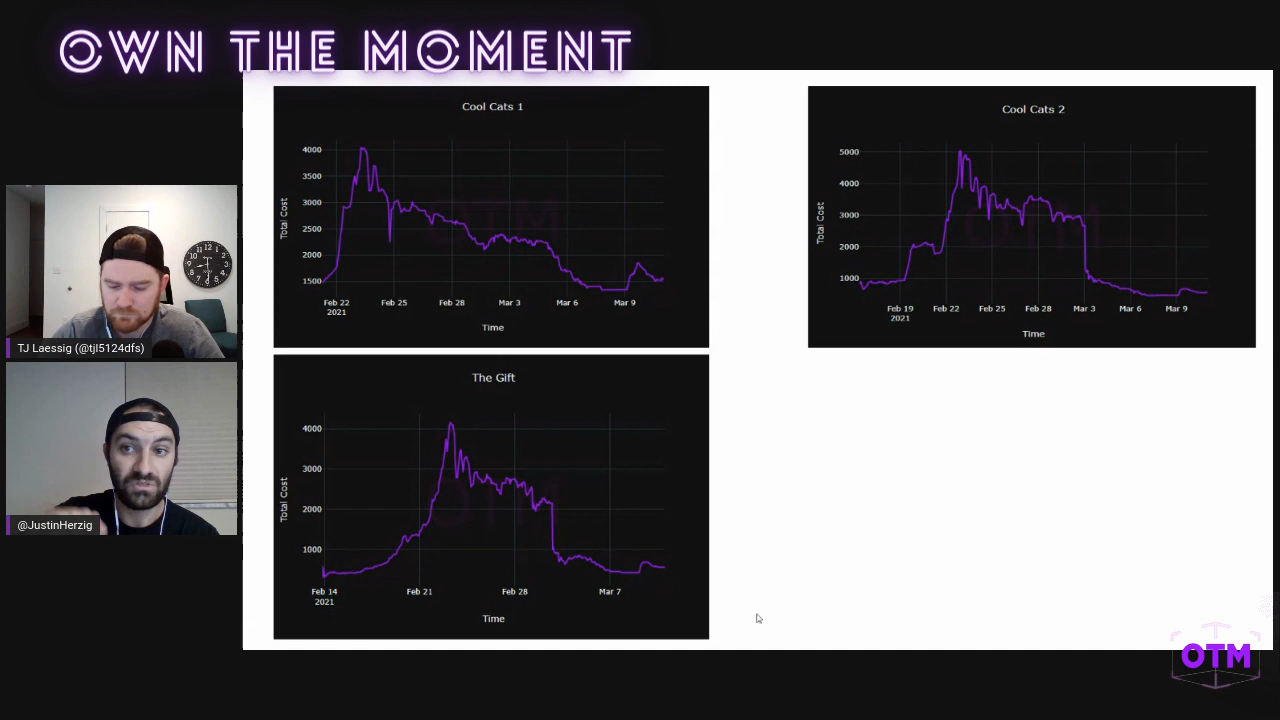 OWN THE MOMENT
Cool Cats 1
4000
3500
3000
2500
2000
1500
Total Cost
Feb 22
2021
Feb 25
Feb 28
Mar 3
Mar 6
Mar 9
Time
Cool Cats 2
5000
4000
3000
2000
1000
Total Cost
Feb 19
2021
Feb 22
Feb 25
Feb 28
Mar 3
Mar 6
Mar 9
Time
TJ Laessig (@tjl5124dfs)
The Gift
4000
3000
2000
1000
Total Cost
Feb 14
2021
Feb 21
Feb 28
Mar 7
Time
@JustinHerzig
OTM